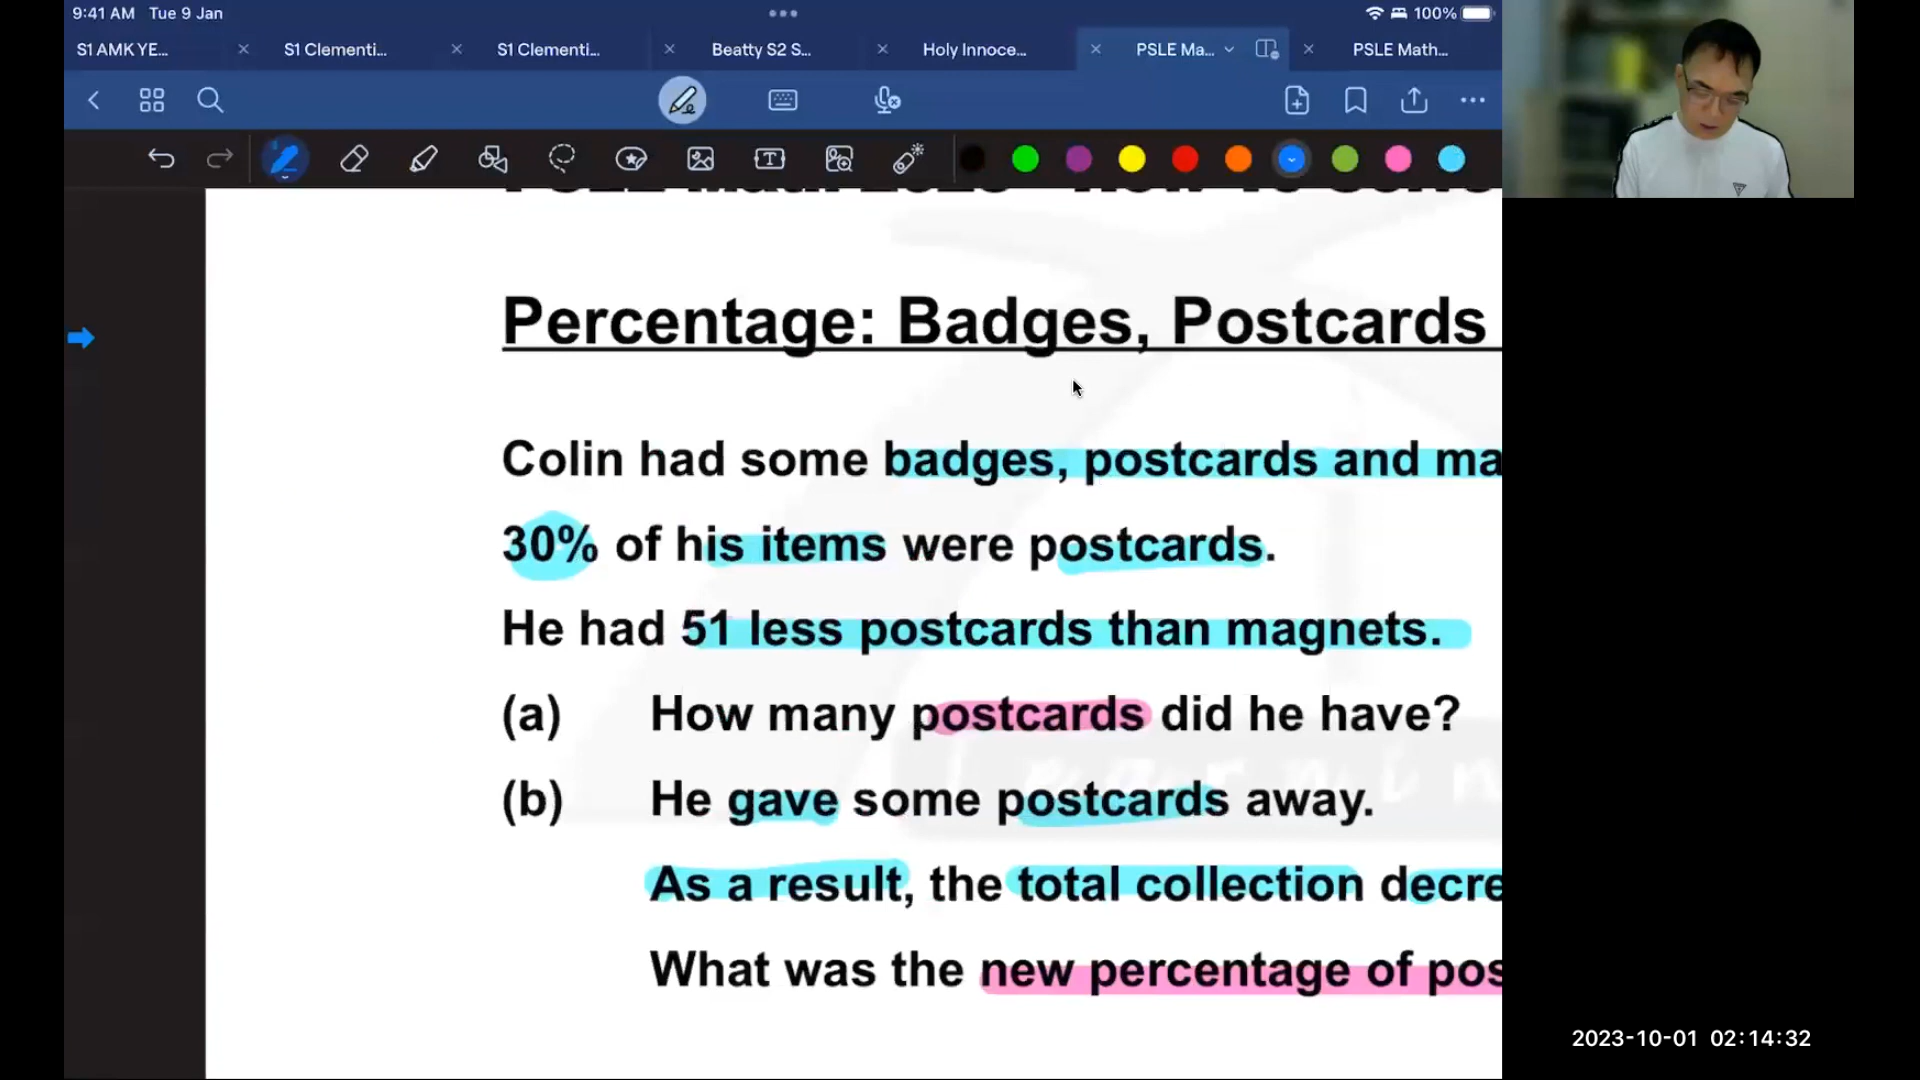 9:41 AM Tue 9 Jan
100%
S1 AMK YE...
S1 Clementi...
S1 Clementi...
Beatty S2 S...
Holy Innoce...
PSLE Ma...
PSLE Math...
Percentage: Badges, Postcards
Colin had some badges, postcards and ma
30% of his items were postcards.
He had 51 less postcards than magnets.
(a) How many postcards did he have?
(b) He gave some postcards away.
As a result, the total collection decre
What was the new percentage of pos
2023-10-01 02:14:32